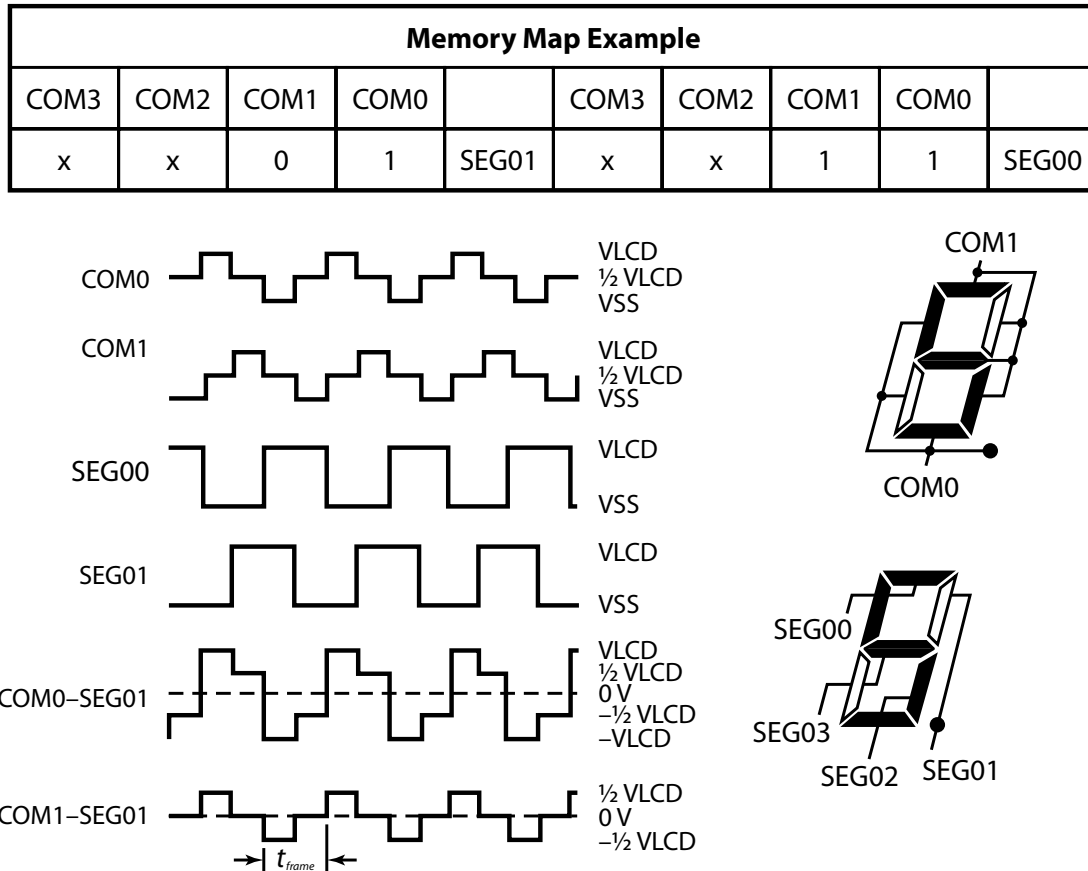 Memory Map Example
COM3 COM2 COM1 COM0 COM3 COM2 COM1 COM0
x x 0 1 SEG01 x x 1 1 SEG00
COM0
VLCD
½ VLCD
VSS
COM1
VLCD
½ VLCD
VSS
SEG00
VLCD
VSS
SEG01
VLCD
VSS
COM0–SEG01
VLCD
½ VLCD
0 V
–½ VLCD
–VLCD
COM1–SEG01
½ VLCD
0 V
–½ VLCD
tframe
COM1
COM0
SEG00
SEG03
SEG02
SEG01